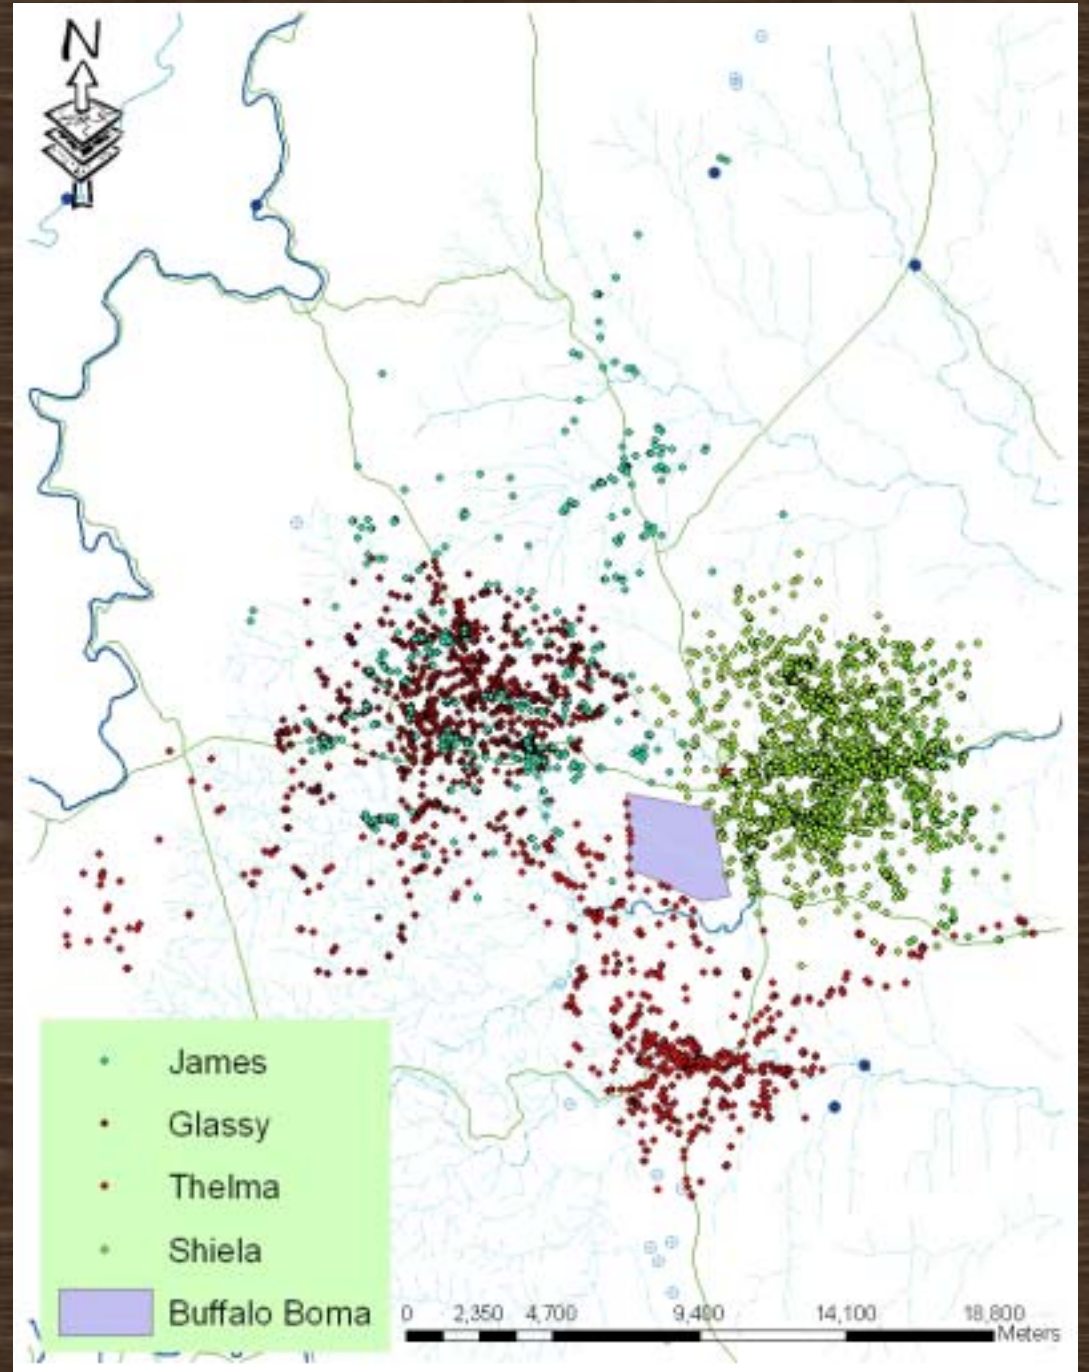 N
James
Glassy
Thelma
Shiela
Buffalo Boma
0 2,350 4,700 9,400 14,100 18,800
Meters